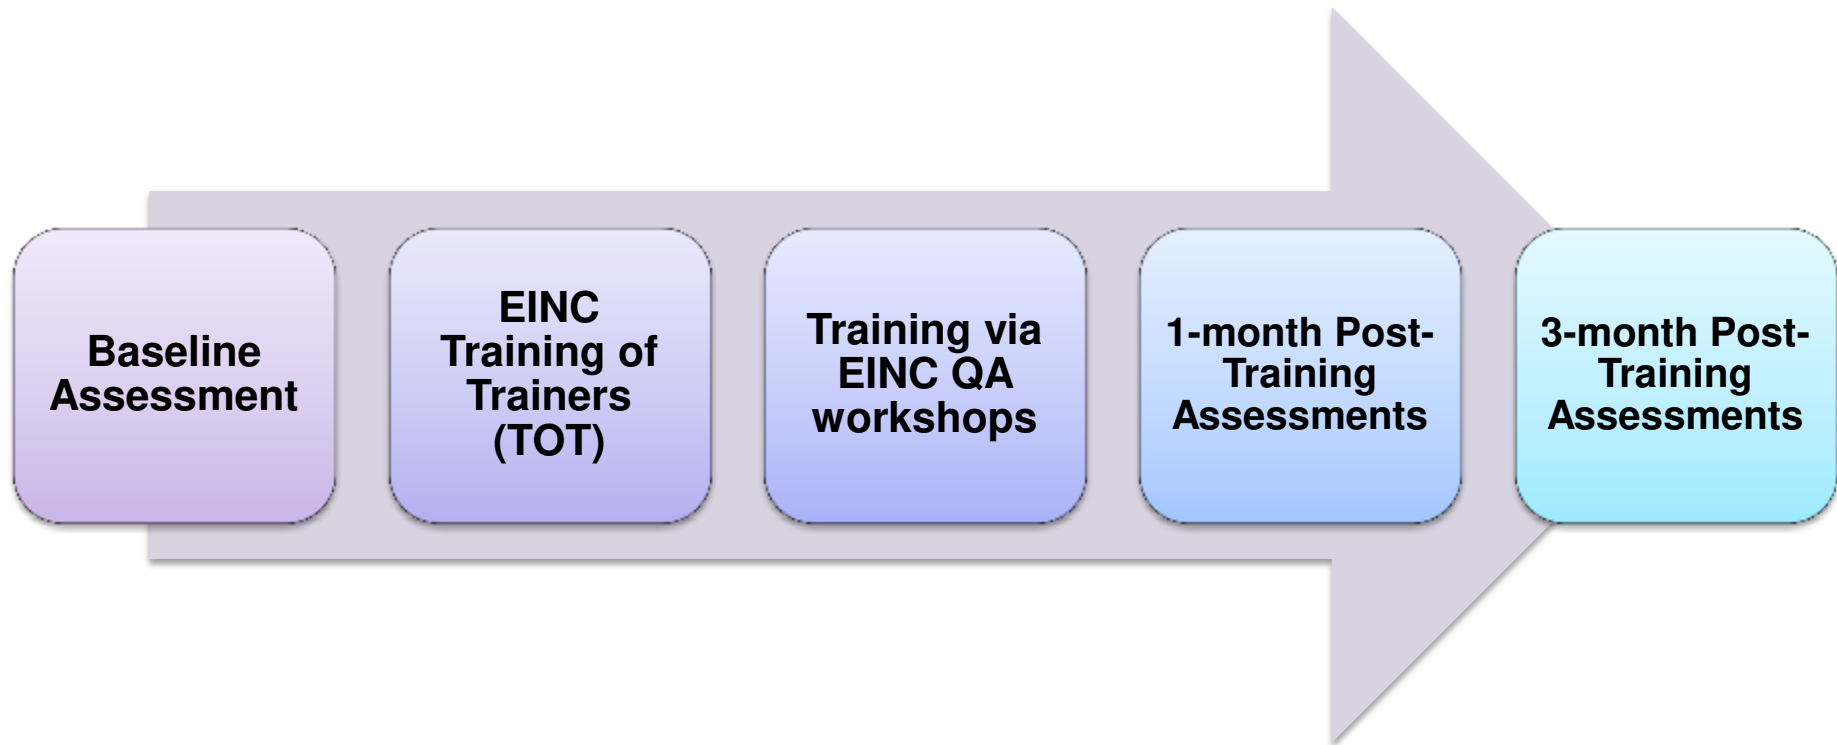 Baseline
Assessment
EINC
Training of
Trainers
(TOT)
Training via
EINC QA
workshops
1-month Post-
Training
Assessments
3-month Post-
Training
Assessments